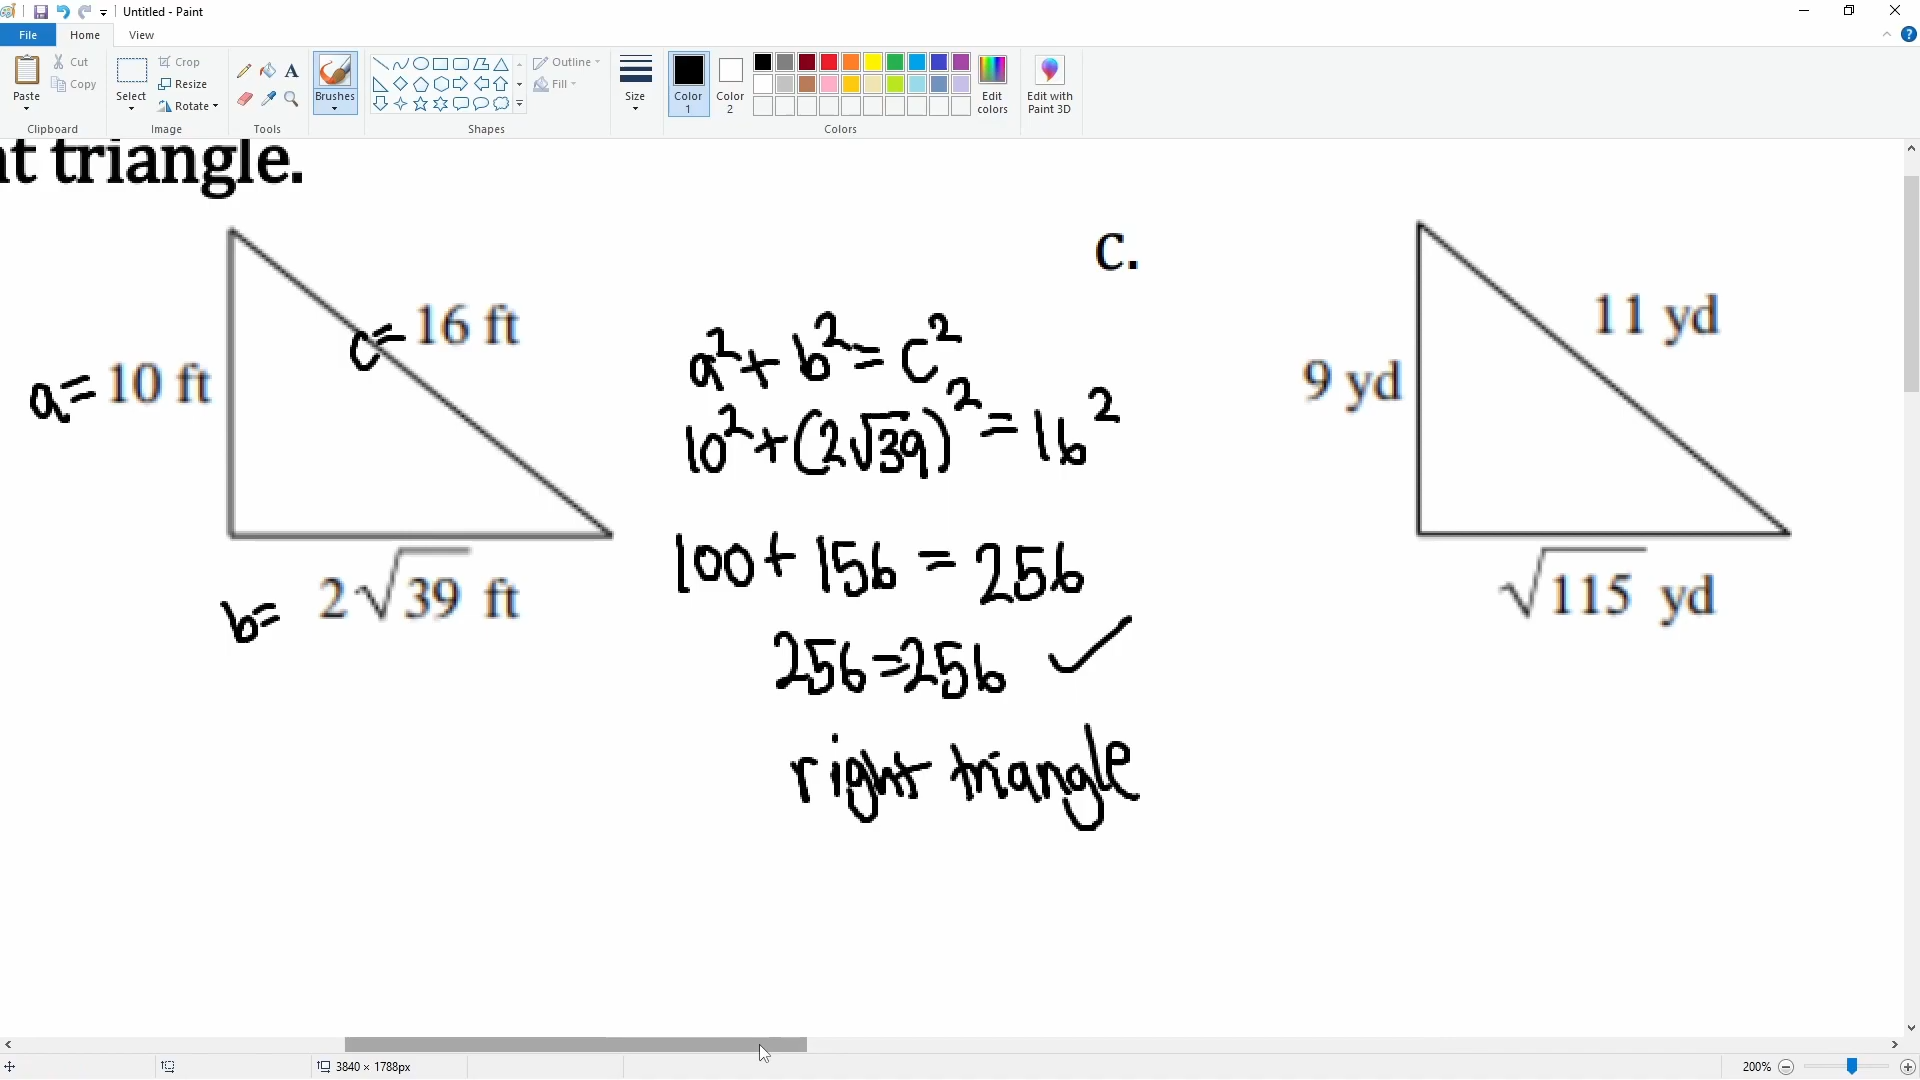 Untitled - Paint
File Home View
Paste
Cut
Copy
Clipboard
Select
Crop
Resize
Rotate
Image
Tools
Brushes
Shapes
Outline
Fill
Size
Color 1
Color 2
Edit colors
Colors
Edit with Paint 3D
nt triangle.
c= 16 ft
a= 10 ft
b= 2√39 ft
a² + b² = c²
10² + (2√39)² = 16²
100 + 156 = 256
256 = 256 ✓
right triangle
C.
11 yd
9 yd
√115 yd
3840 × 1788px
200%